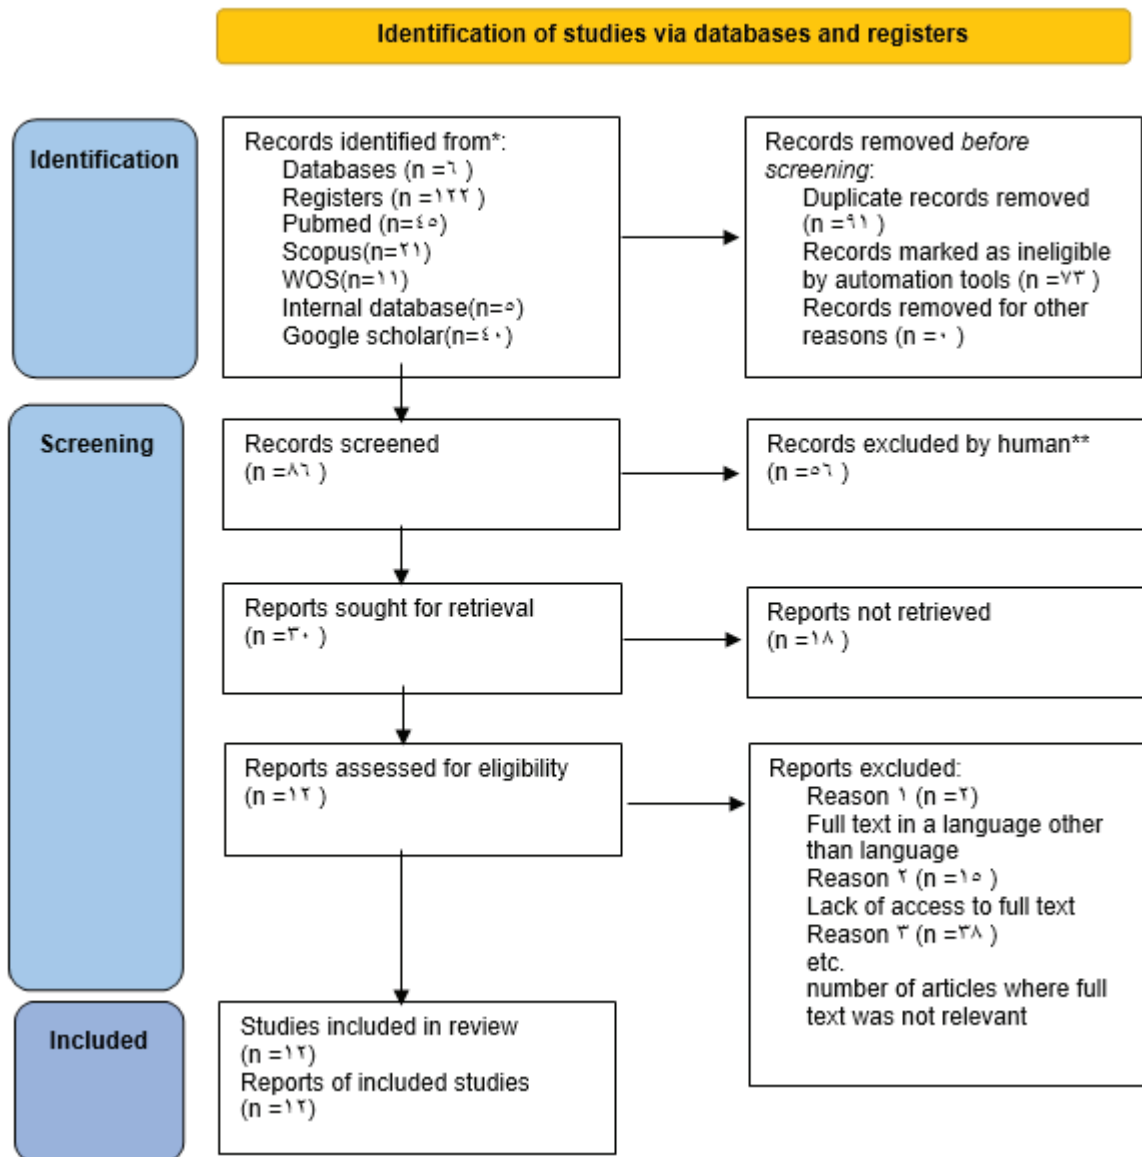 Identification of studies via databases and registers
Identification
Records identified from*:
Databases (n =٦ )
Registers (n =١٢٢ )
Pubmed (n=٤٥)
Scopus(n=٢١)
WOS(n=١١)
Internal database(n=٥)
Google scholar(n=٤٠)
Records removed before
screening:
Duplicate records removed
(n =٩١ )
Records marked as ineligible
by automation tools (n =٧٣ )
Records removed for other
reasons (n =٠ )
Screening
Records screened
(n =٨٦ )
Records excluded by human**
(n =٥٦ )
Reports sought for retrieval
(n =٣٠ )
Reports not retrieved
(n =١٨ )
Reports assessed for eligibility
(n =١٢ )
Reports excluded:
Reason ١ (n =٢)
Full text in a language other
than language
Reason ٢ (n =١٥ )
Lack of access to full text
Reason ٣ (n =٣٨ )
etc.
number of articles where full
text was not relevant
Included
Studies included in review
(n =١٢)
Reports of included studies
(n =١٢)